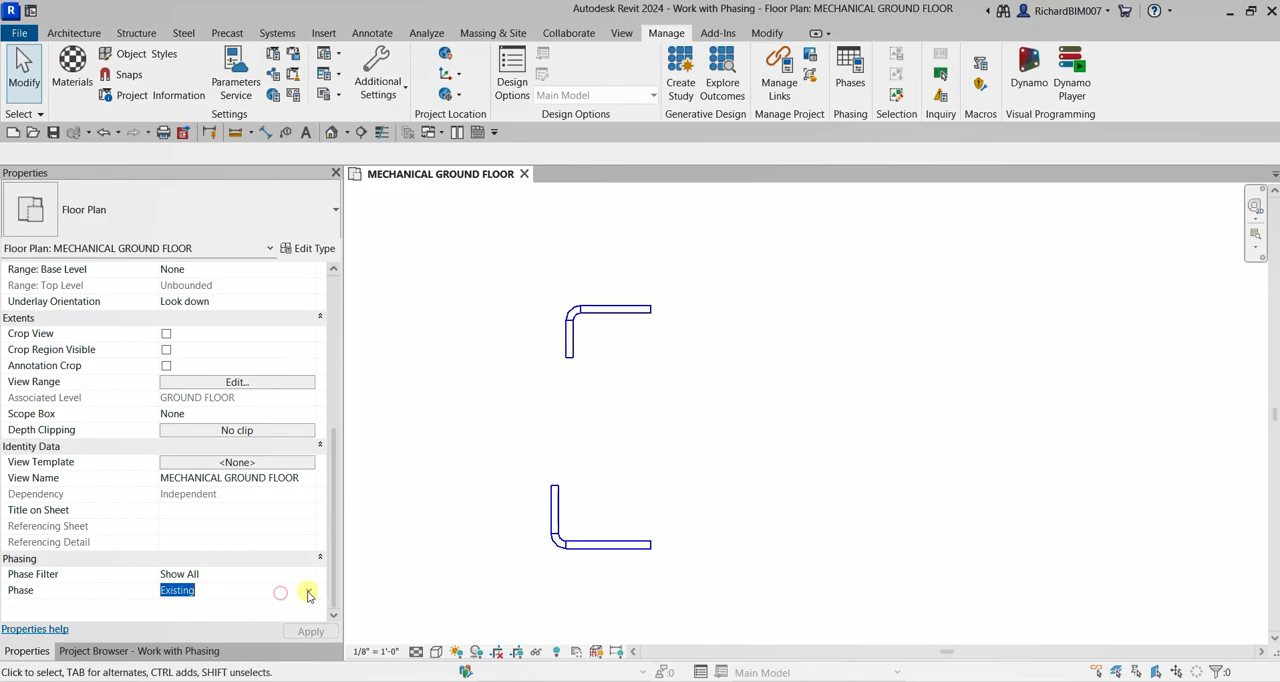 R
Autodesk Revit 2024 - Work with Phasing - Floor Plan: MECHANICAL GROUND FLOOR
RichardBIM007
File Architecture Structure Steel Precast Systems Insert Annotate Analyze Massing & Site Collaborate View Manage Add-Ins Modify
Modify
Select
Materials
Object Styles
Snaps
Project Information
Parameters Service
Additional Settings
Settings
Project Location
Design Options
Main Model
Design Options
Create Study
Explore Outcomes
Generative Design
Manage Links
Manage Project
Phases
Phasing
Selection
Inquiry
Macros
Dynamo
Dynamo Player
Visual Programming
Properties
MECHANICAL GROUND FLOOR
Floor Plan
Floor Plan: MECHANICAL GROUND FLOOR
Edit Type
Range: Base Level None
Range: Top Level Unbounded
Underlay Orientation Look down
Extents
Crop View
Crop Region Visible
Annotation Crop
View Range Edit...
Associated Level GROUND FLOOR
Scope Box None
Depth Clipping No clip
Identity Data
View Template <None>
View Name MECHANICAL GROUND FLOOR
Dependency Independent
Title on Sheet
Referencing Sheet
Referencing Detail
Phasing
Phase Filter Show All
Phase Existing
Properties help
Apply
Properties Project Browser - Work with Phasing
1/8" = 1'-0"
Click to select, TAB for alternates, CTRL adds, SHIFT unselects.
:0
Main Model
:0